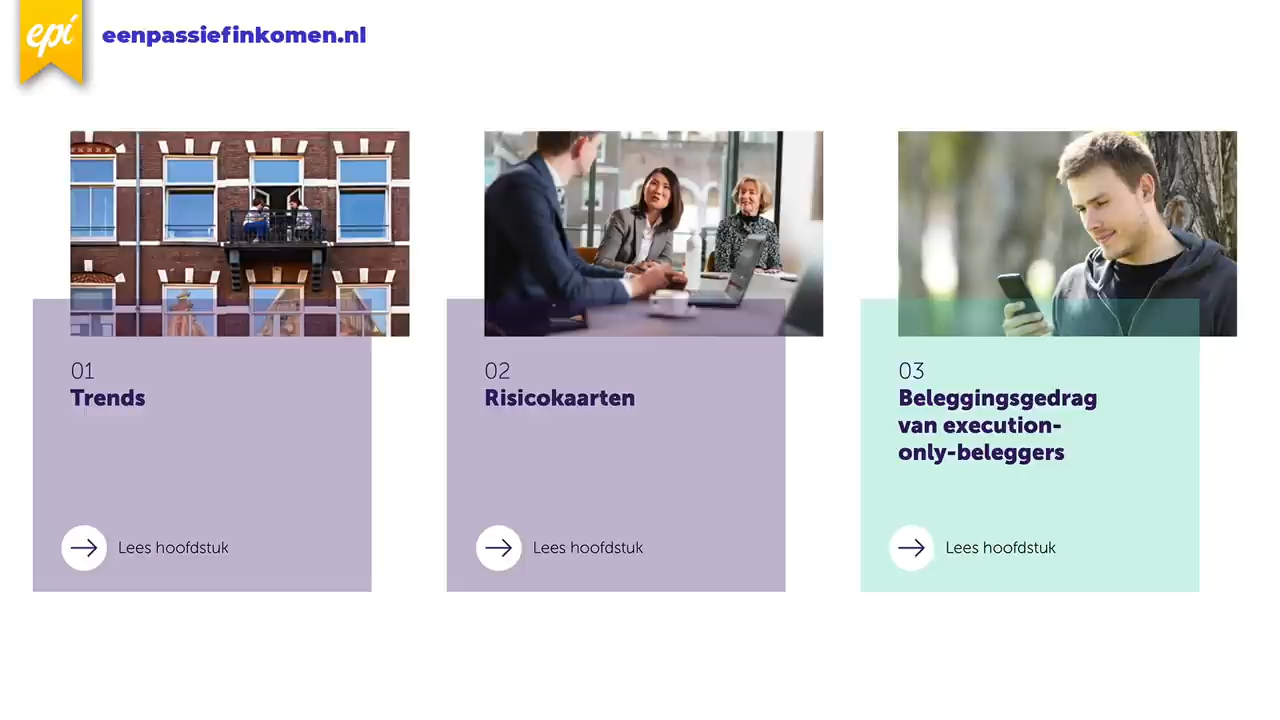 epi
eenpassiefinkomen.nl
01
Trends
Lees hoofdstuk
02
Risicokaarten
Lees hoofdstuk
03
Beleggingsgedrag
van execution-
only-beleggers
Lees hoofdstuk